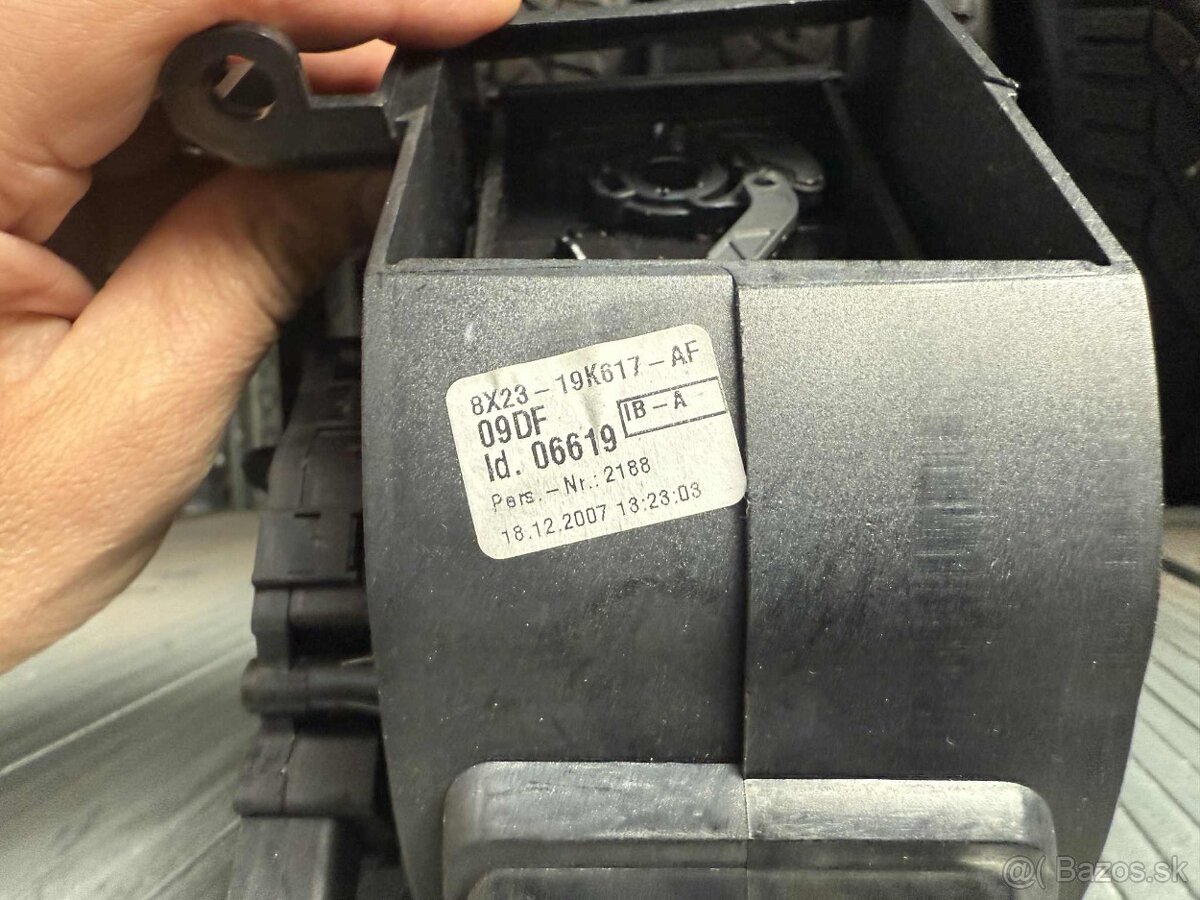 8X23-19K617-AF
09DF
IB-A
Id. 06619
Pers.-Nr.:2188
18.12.2007 13:23:03
@( Bazos.sk